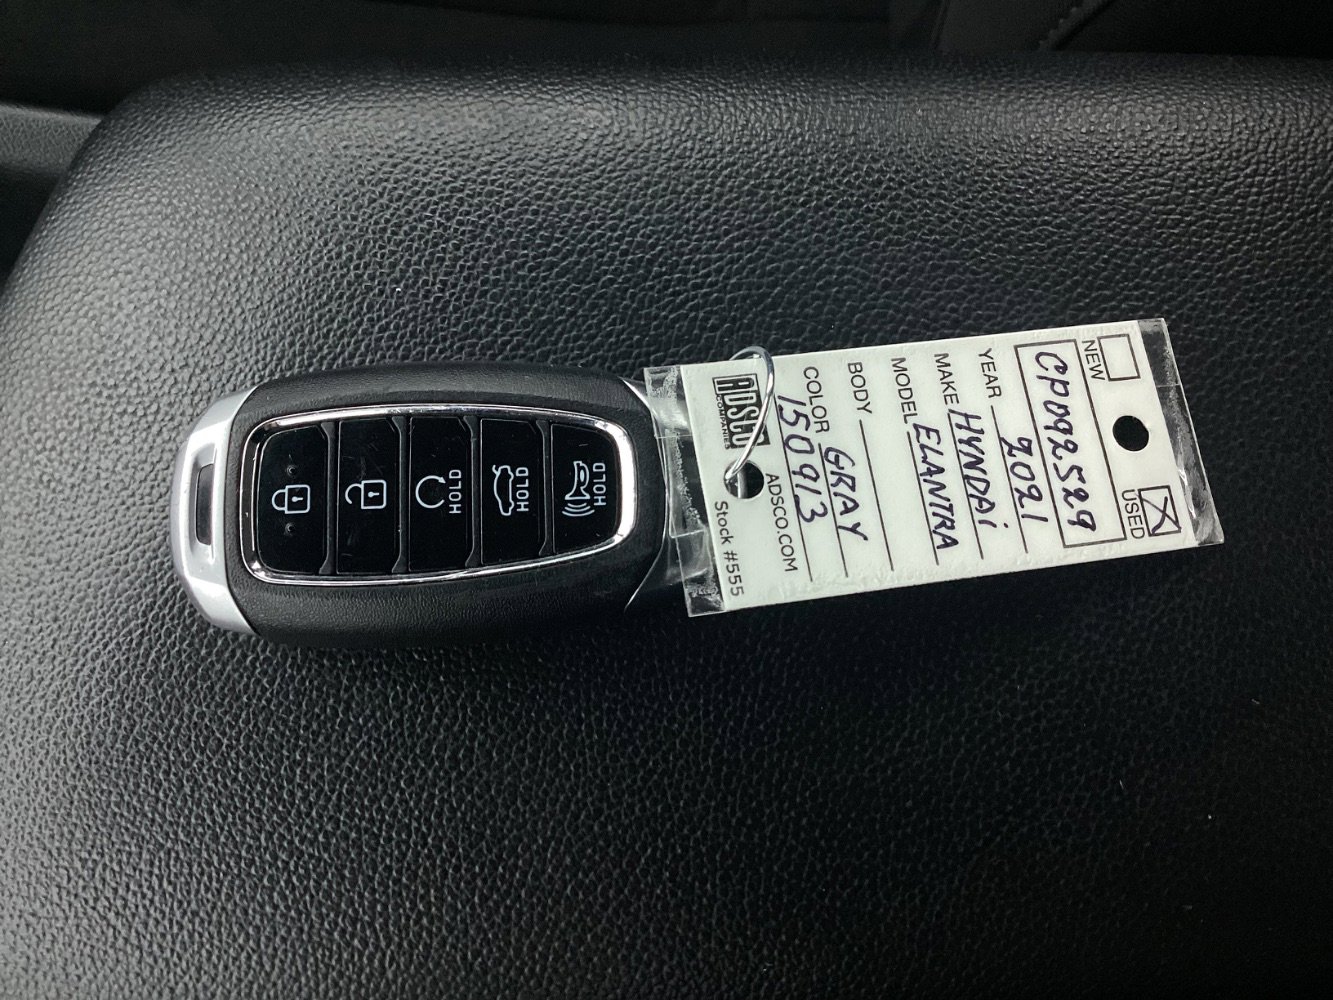 NEW USED
CP092529
YEAR 2021
MAKE HYNDAi
MODEL ELANTRA
BODY
COLOR GRAY
150913
ADSCO
COMPANIES
ADSCO.COM
Stock #555
HOLD
HOLD
HOLD